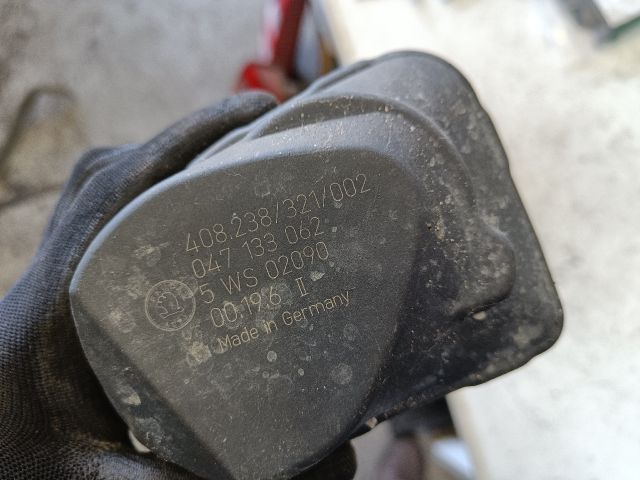 408.238/321/002
047 133 062
5 WS 02090
00.19.6 II
Made in Germany